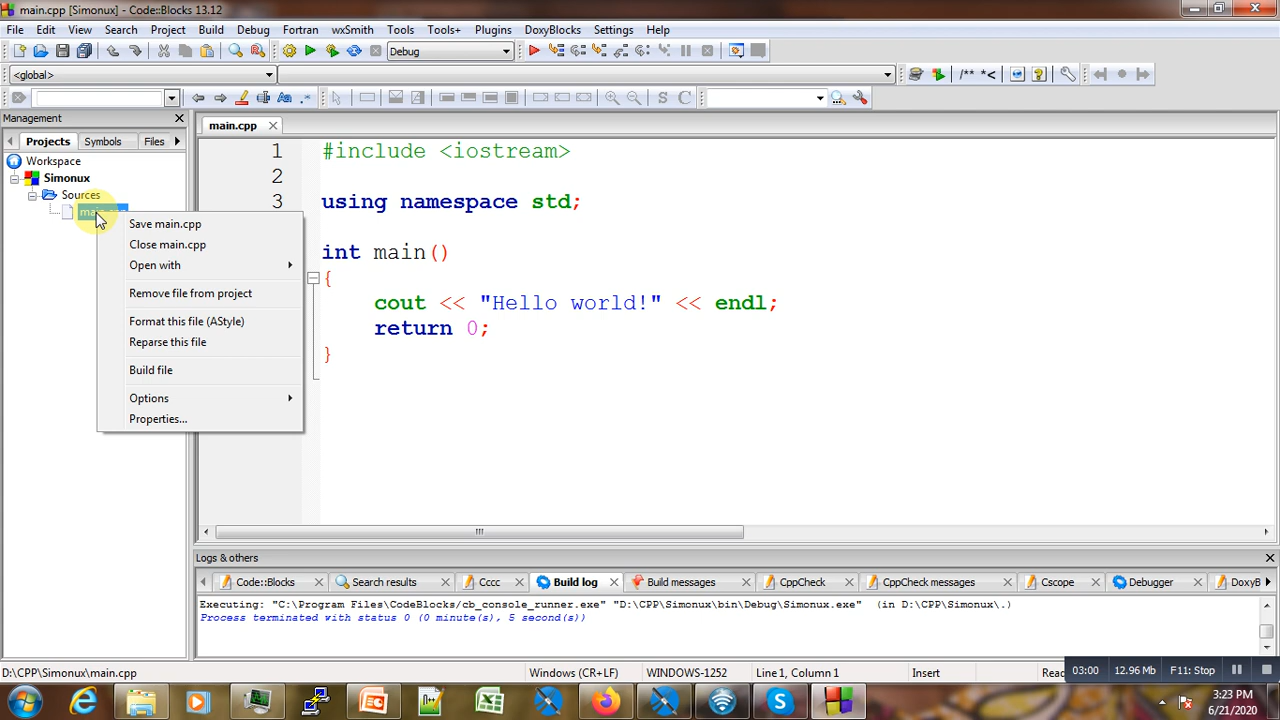 main.cpp [Simonux] - Code::Blocks 13.12
File Edit View Search Project Build Debug Fortran wxSmith Tools Tools+ Plugins DoxyBlocks Settings Help
Debug
<global>
/** *<
Aa .*
S C
Management
Projects Symbols Files
Workspace
Simonux
Sources
Save main.cpp
Close main.cpp
Open with
Remove file from project
Format this file (AStyle)
Reparse this file
Build file
Options
Properties...
main.cpp
1 #include <iostream>
2
3 using namespace std;
int main()
{
cout << "Hello world!" << endl;
return 0;
}
Logs & others
Code::Blocks Search results Cccc Build log Build messages CppCheck CppCheck messages Cscope Debugger
Executing: "C:\Program Files\CodeBlocks/cb_console_runner.exe" "D:\CPP\Simonux\bin\Debug\Simonux.exe" (in D:\CPP\Simonux\.)
Process terminated with status 0 (0 minute(s), 5 second(s))
D:\CPP\Simonux\main.cpp Windows (CR+LF) WINDOWS-1252 Line 1, Column 1 Insert
03:00 12.96 Mb F11: Stop
3:23 PM
6/21/2020